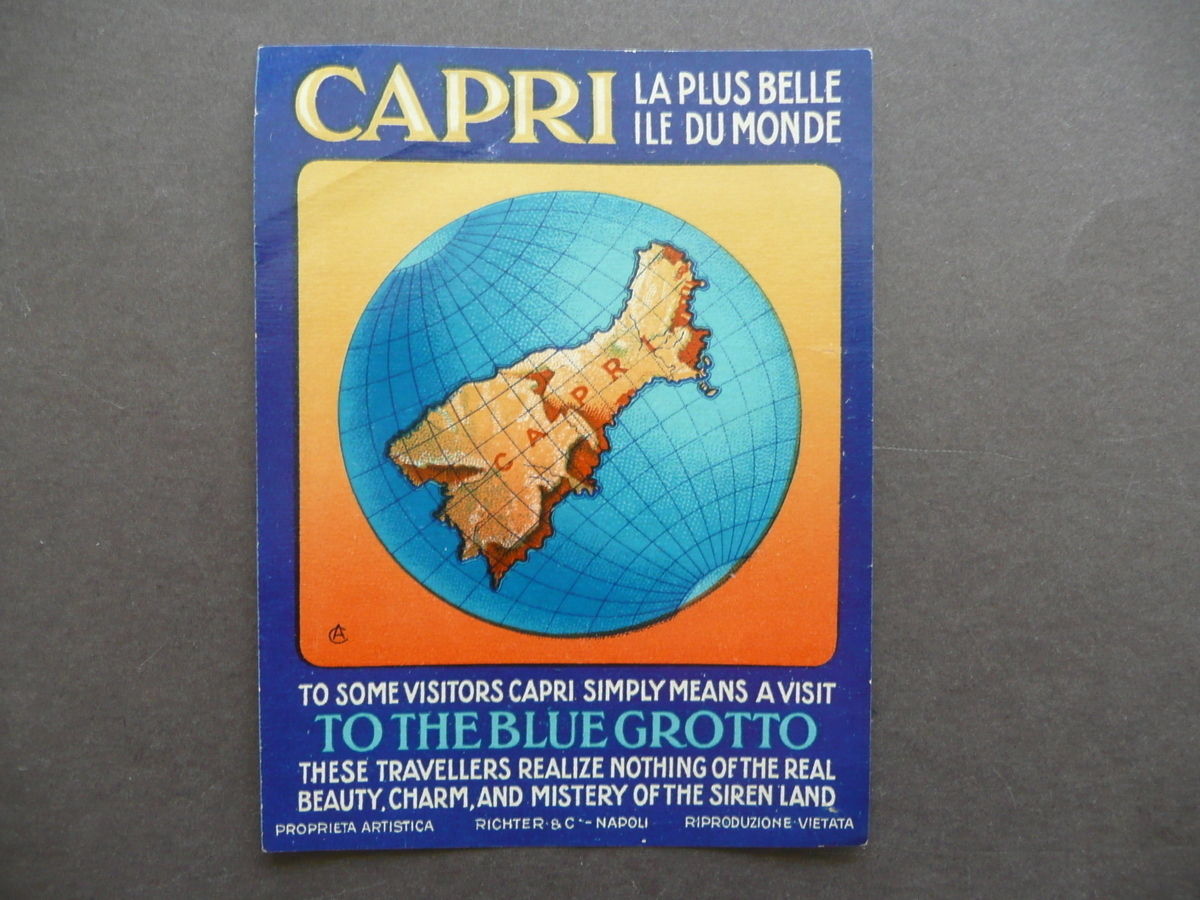 CAPRI
LA PLUS BELLE
ILE DU MONDE
CAPRI
TO SOME VISITORS CAPRI SIMPLY MEANS A VISIT
TO THE BLUE GROTTO
THESE TRAVELLERS REALIZE NOTHING OF THE REAL
BEAUTY, CHARM, AND MISTERY OF THE SIREN LAND
PROPRIETA ARTISTICA RICHTER & C. - NAPOLI RIPRODUZIONE VIETATA